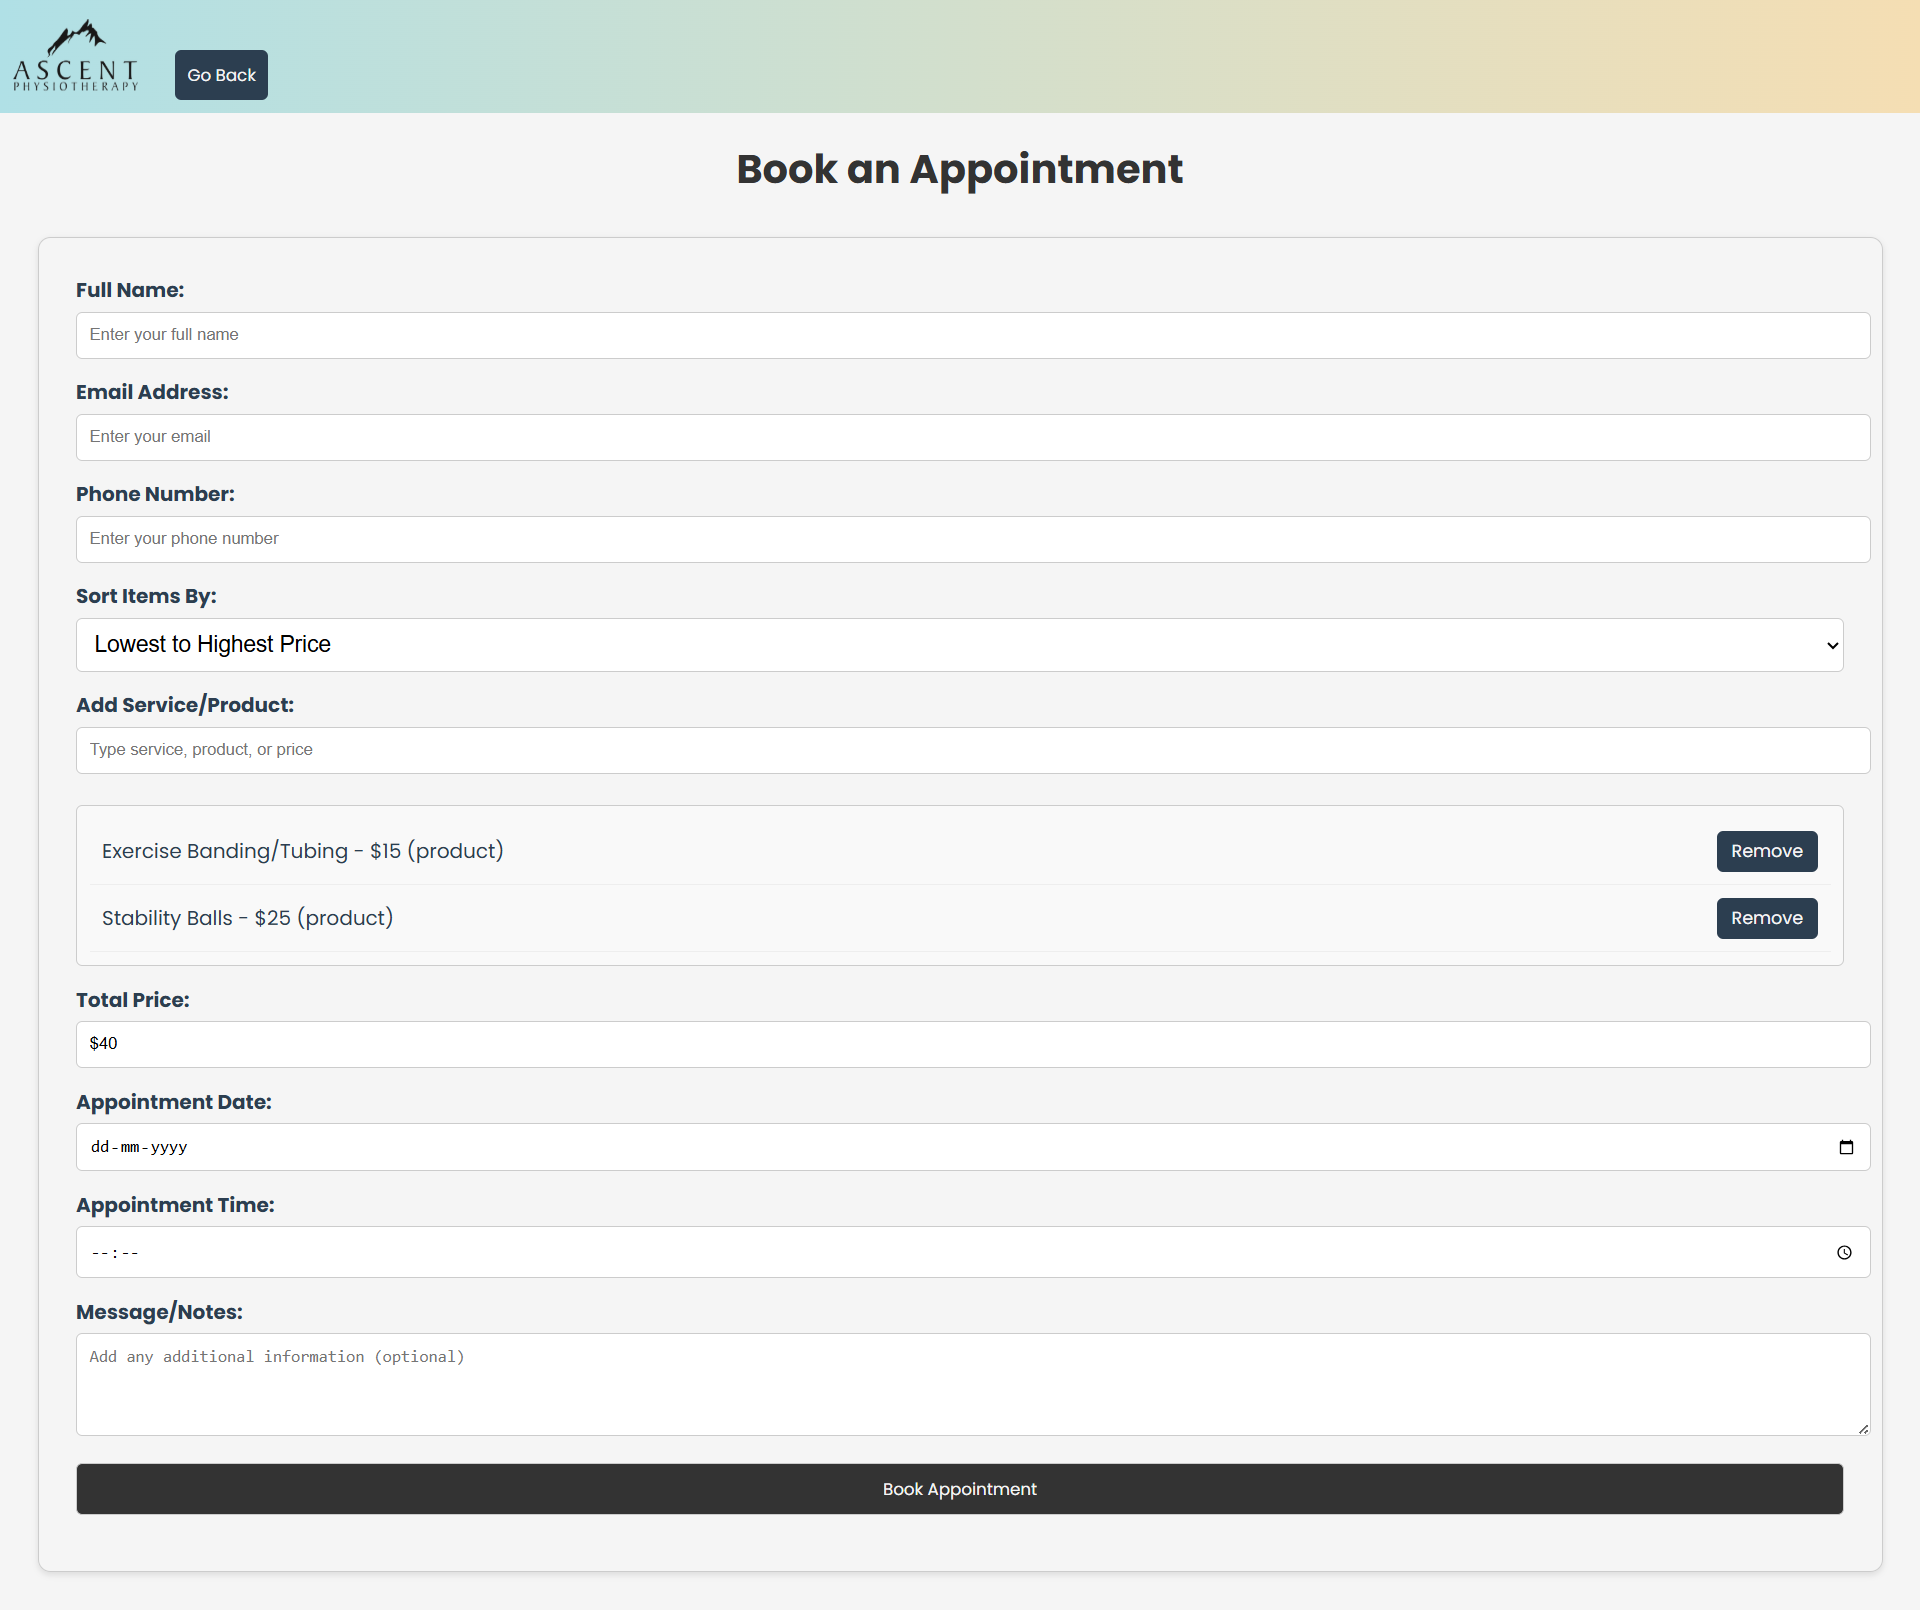 ASCENT
PHYSIOTHERAPY
Go Back
Book an Appointment
Full Name:
Enter your full name
Email Address:
Enter your email
Phone Number:
Enter your phone number
Sort Items By:
Lowest to Highest Price
Add Service/Product:
Type service, product, or price
Exercise Banding/Tubing - $15 (product)
Remove
Stability Balls - $25 (product)
Remove
Total Price:
$40
Appointment Date:
dd-mm-yyyy
Appointment Time:
--:--
Message/Notes:
Add any additional information (optional)
Book Appointment